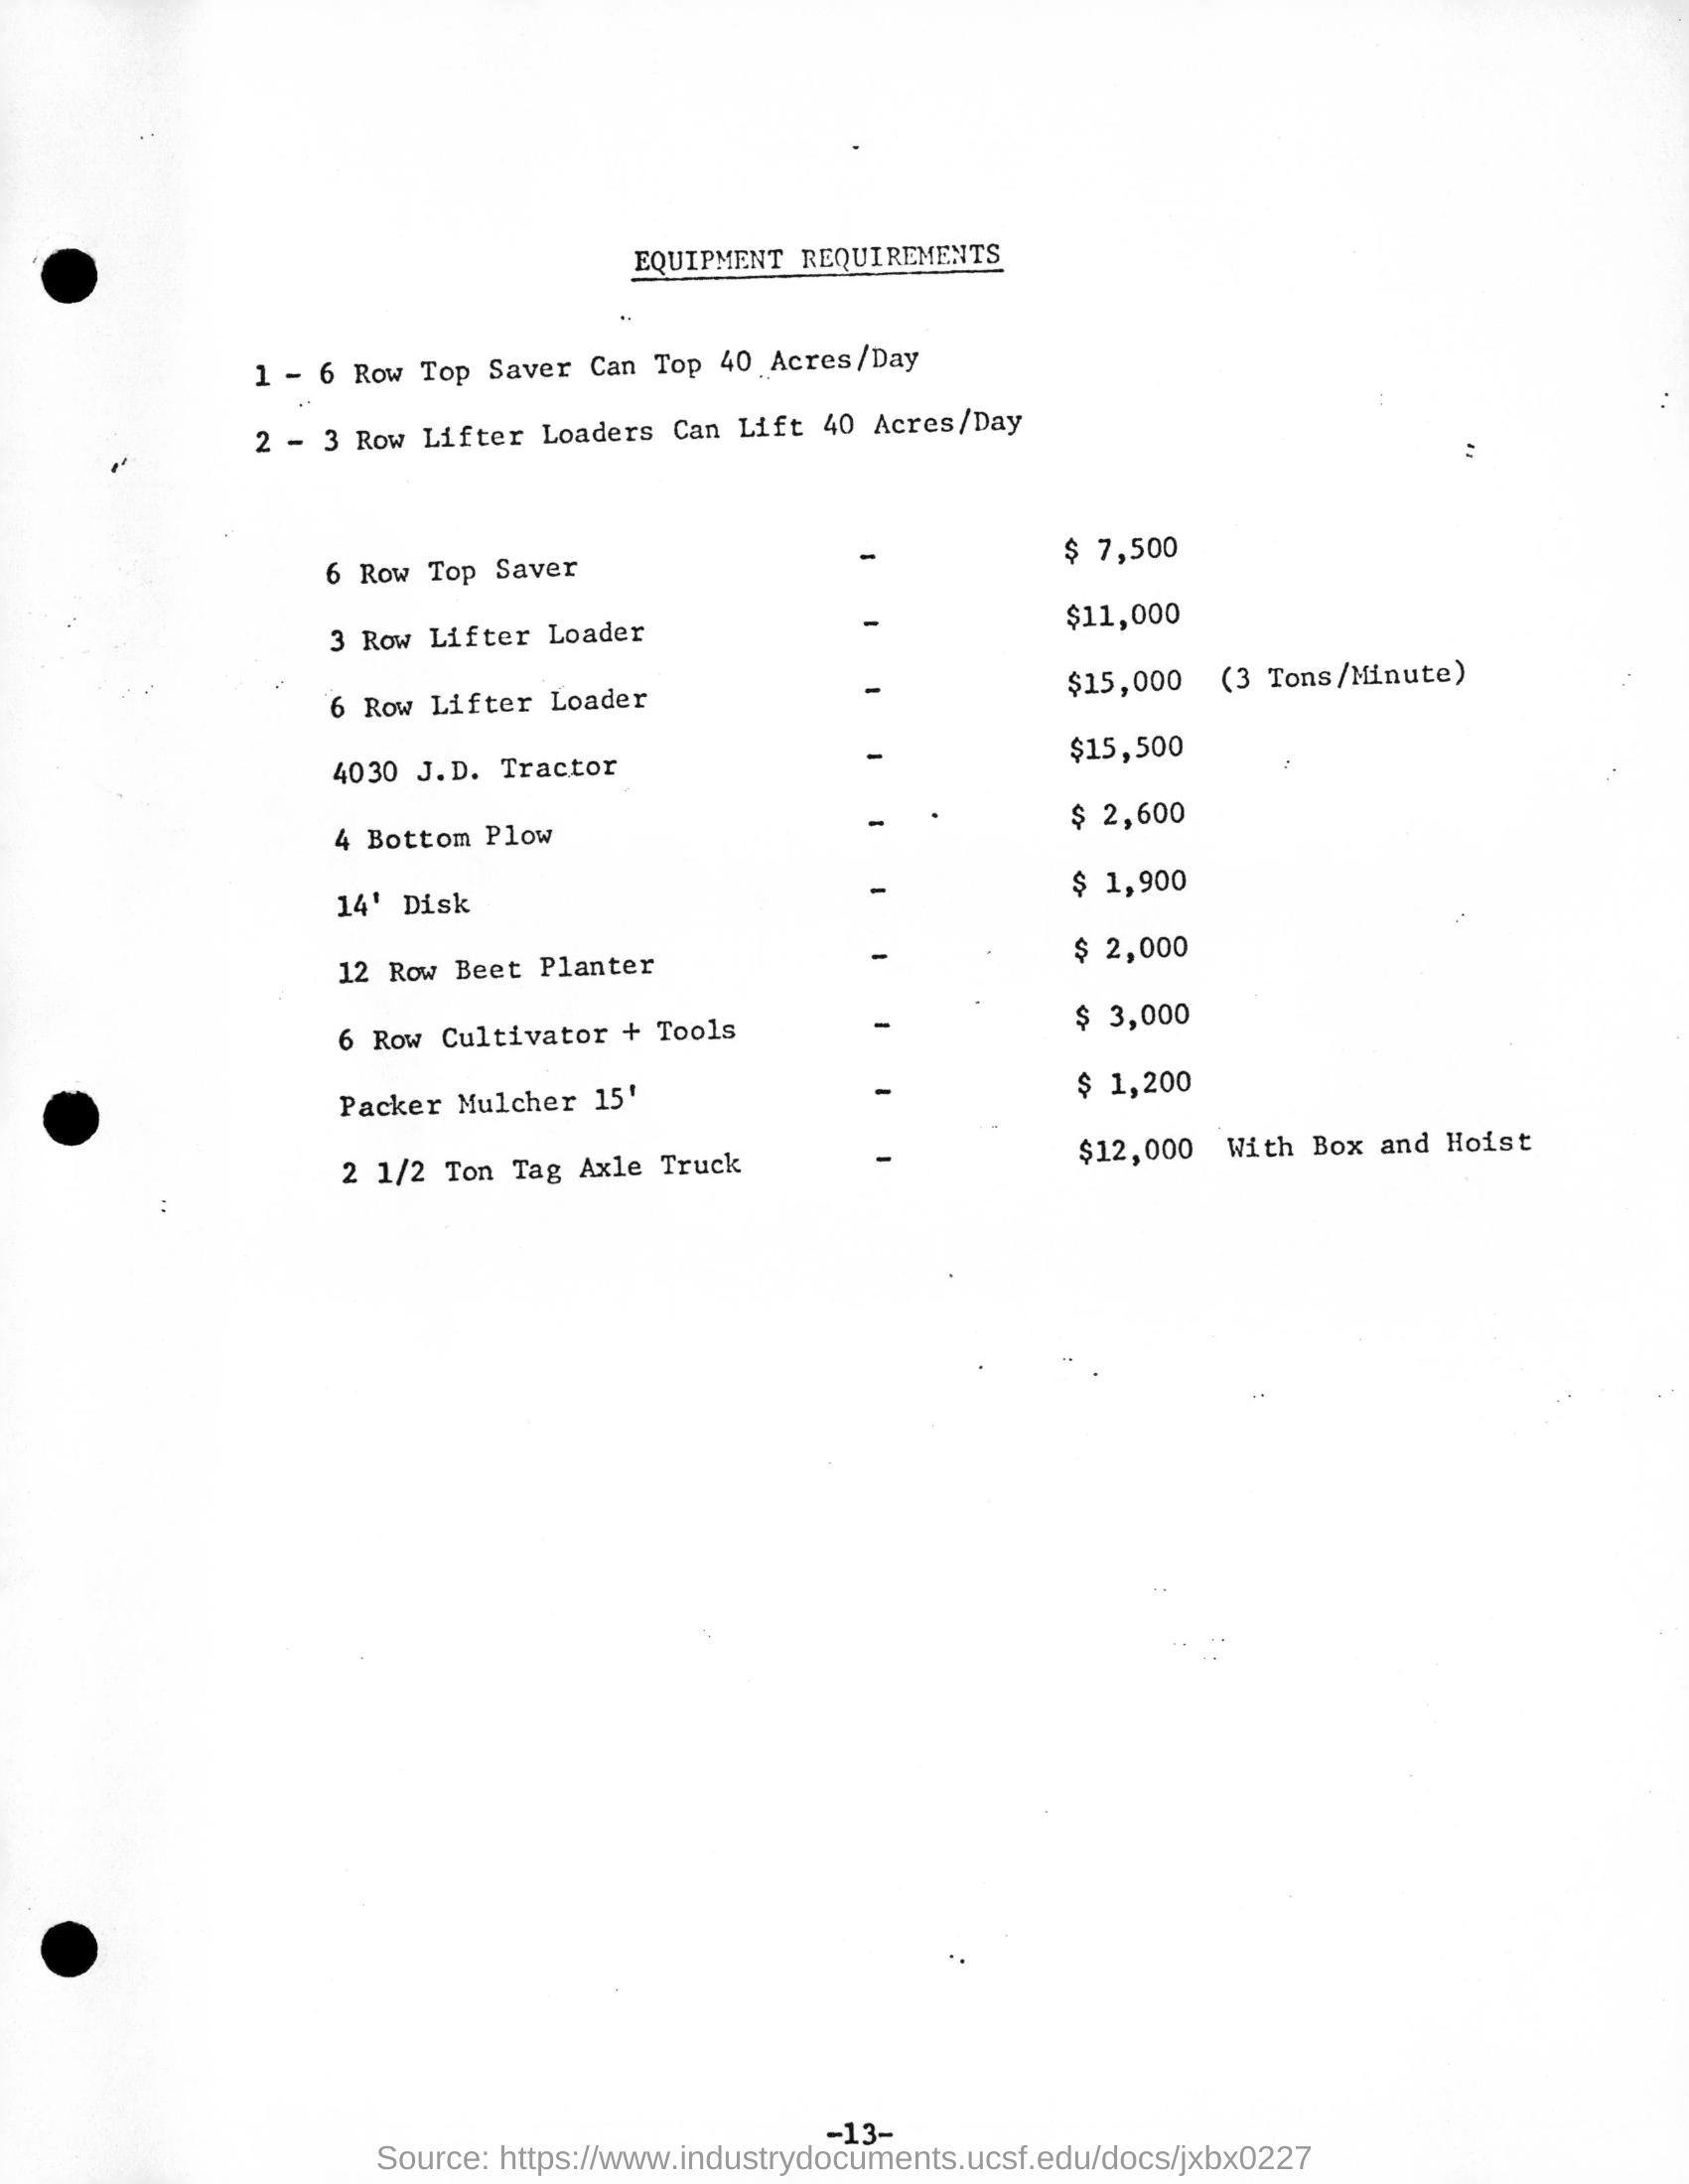 EQUIPMENT REQUIREMENTS
1 - 6 Row Top Saver Can Top 40 Acres/Day
2 - 3 Row Lifter Loaders Can Lift 40 Acres/Day
6 Row Top Saver - $ 7,500
3 Row Lifter Loader - $11,000
6 Row Lifter Loader - $15,000 (3 Tons/Minute)
4030 J.D. Tractor - $15,500
4 Bottom Plow - $ 2,600
14' Disk - $ 1,900
12 Row Beet Planter - $ 2,000
6 Row Cultivator + Tools - $ 3,000
Packer Mulcher 15' - $ 1,200
2 1/2 Ton Tag Axle Truck - $12,000 With Box and Hoist
-13-
Source: https://www.industrydocuments.ucsf.edu/docs/jxbx0227